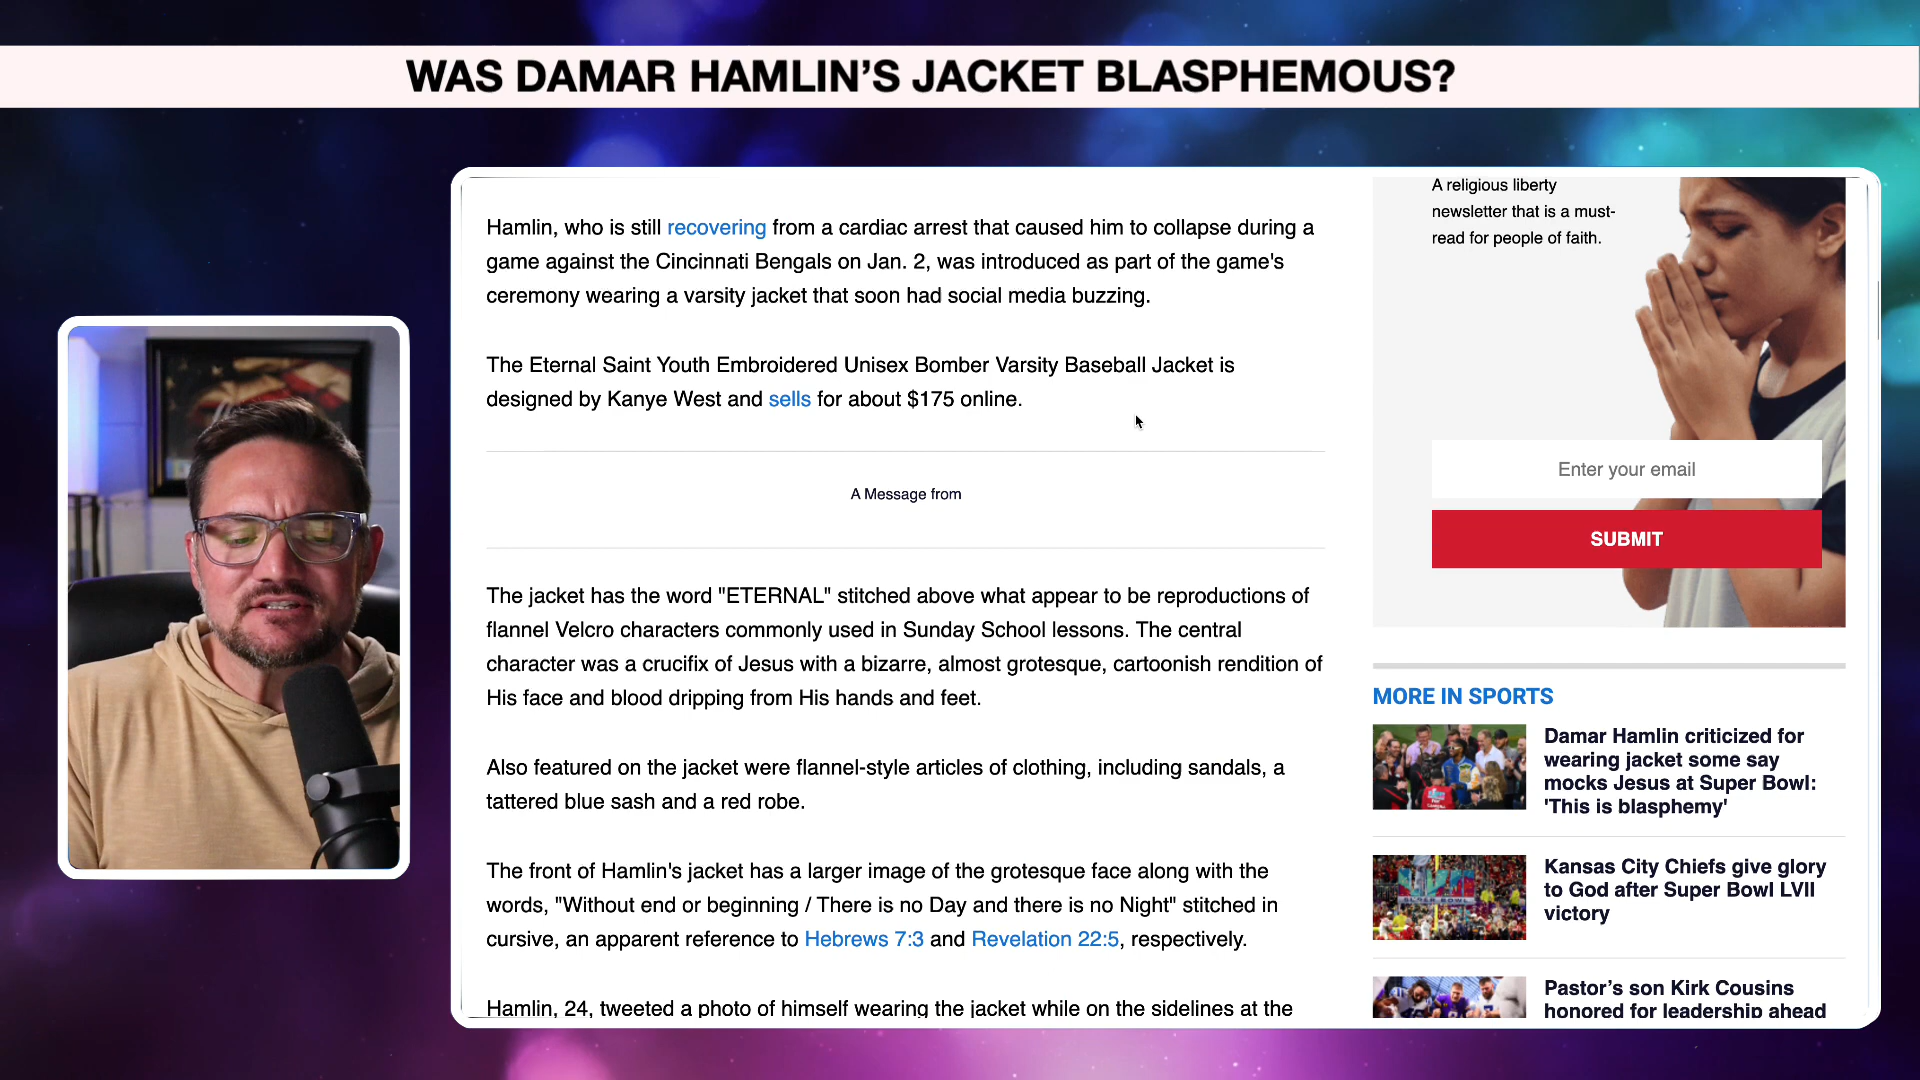 WAS DAMAR HAMLIN’S JACKET BLASPHEMOUS?
Hamlin, who is still recovering from a cardiac arrest that caused him to collapse during a
game against the Cincinnati Bengals on Jan. 2, was introduced as part of the game's
ceremony wearing a varsity jacket that soon had social media buzzing.
The Eternal Saint Youth Embroidered Unisex Bomber Varsity Baseball Jacket is
designed by Kanye West and sells for about $175 online.
A Message from
The jacket has the word "ETERNAL" stitched above what appear to be reproductions of
flannel Velcro characters commonly used in Sunday School lessons. The central
character was a crucifix of Jesus with a bizarre, almost grotesque, cartoonish rendition of
His face and blood dripping from His hands and feet.
Also featured on the jacket were flannel-style articles of clothing, including sandals, a
tattered blue sash and a red robe.
The front of Hamlin's jacket has a larger image of the grotesque face along with the
words, "Without end or beginning / There is no Day and there is no Night" stitched in
cursive, an apparent reference to Hebrews 7:3 and Revelation 22:5, respectively.
Hamlin, 24, tweeted a photo of himself wearing the jacket while on the sidelines at the
A religious liberty
newsletter that is a must-
read for people of faith.
Enter your email
SUBMIT
MORE IN SPORTS
Damar Hamlin criticized for
wearing jacket some say
mocks Jesus at Super Bowl:
'This is blasphemy'
Kansas City Chiefs give glory
to God after Super Bowl LVII
victory
Pastor’s son Kirk Cousins
honored for leadership ahead